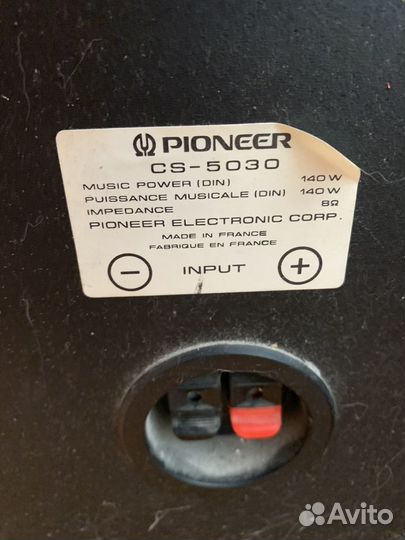 PIONEER
CS-5030
MUSIC POWER (DIN) 140 W
PUISSANCE MUSICALE (DIN) 140 W
IMPEDANCE 8Ω
PIONEER ELECTRONIC CORP.
MADE IN FRANCE
FABRIQUE EN FRANCE
− INPUT +
Avito